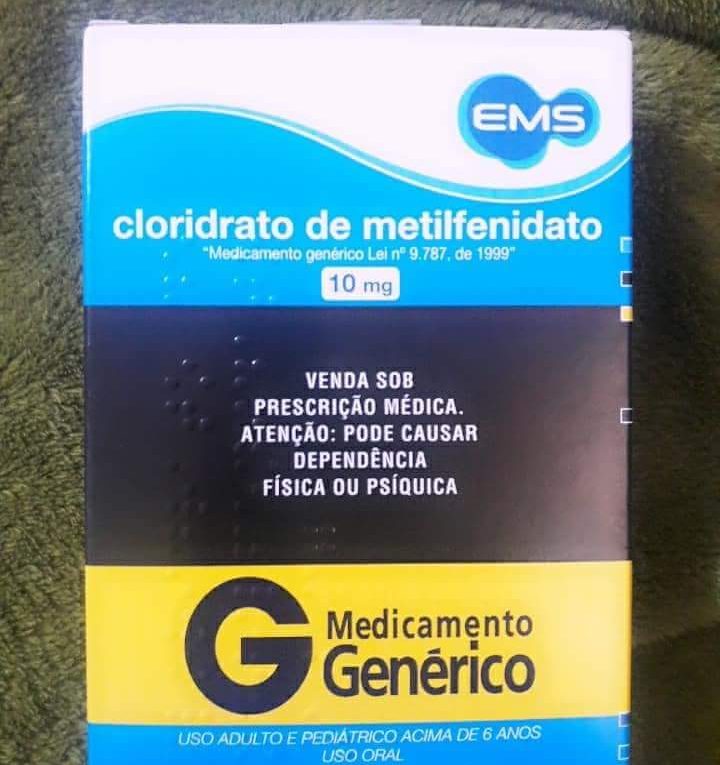 EMS
cloridrato de metilfenidato
"Medicamento genérico Lei nº 9.787, de 1999"
10 mg
VENDA SOB
PRESCRIÇÃO MÉDICA.
ATENÇÃO: PODE CAUSAR
DEPENDÊNCIA
FÍSICA OU PSÍQUICA
G Medicamento
Genérico
USO ADULTO E PEDIÁTRICO ACIMA DE 6 ANOS
USO ORAL